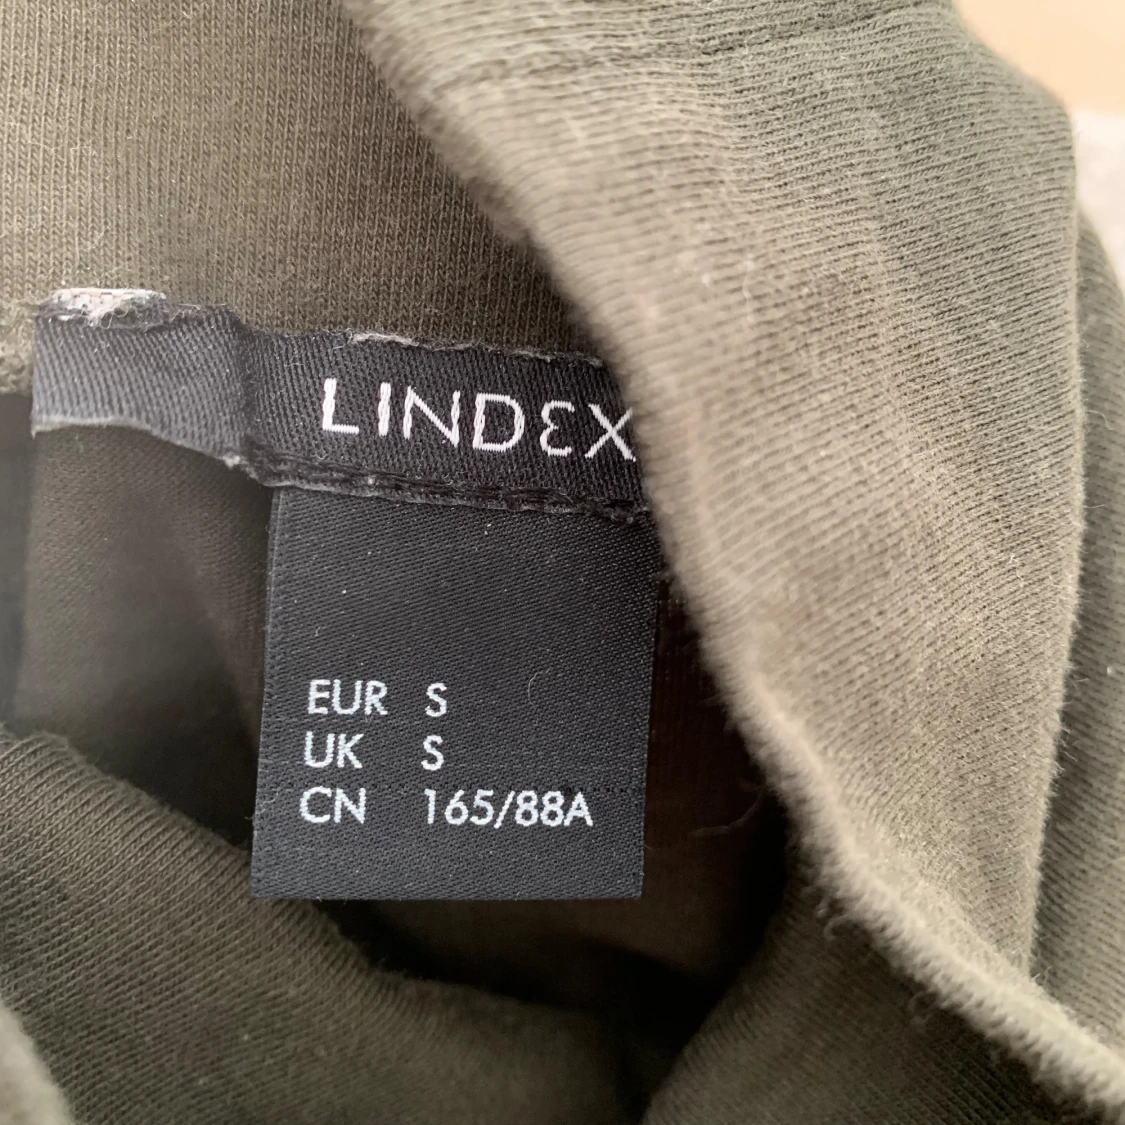 LINDEX
EUR S
UK S
CN 165/88A